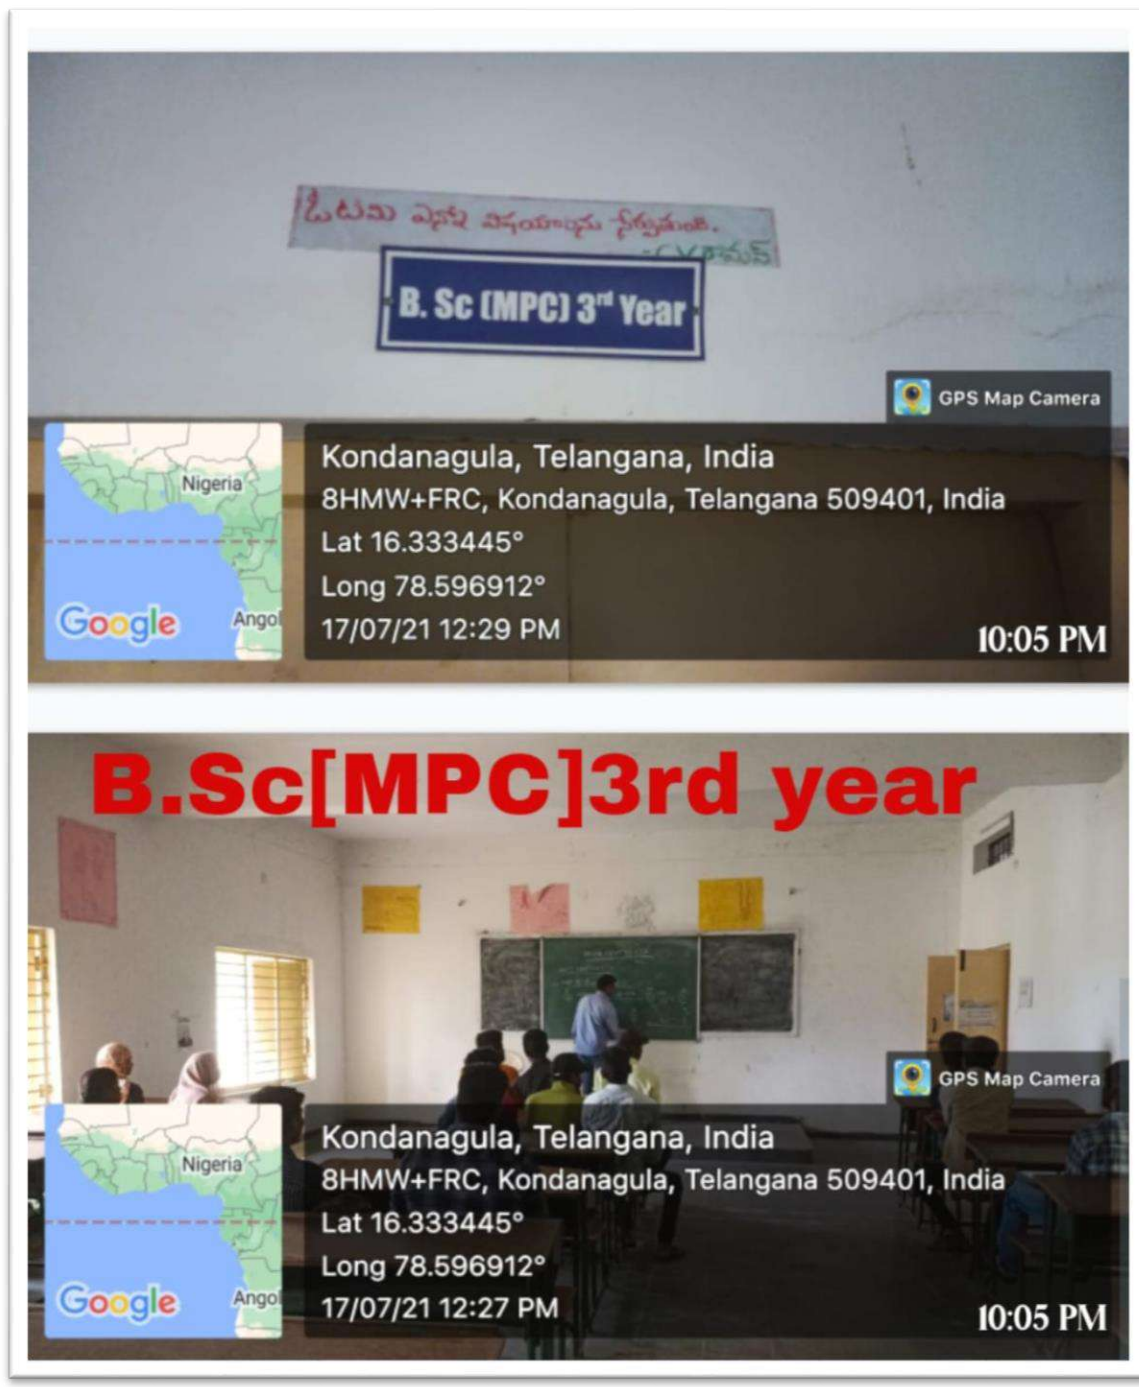 ఓటమి ఎన్నో విషయాలను నేర్పుతుంది.
B. Sc (MPC) 3rd Year
GPS Map Camera
Nigeria
Angol
Google
Kondanagula, Telangana, India
8HMW+FRC, Kondanagula, Telangana 509401, India
Lat 16.333445°
Long 78.596912°
17/07/21 12:29 PM
10:05 PM
B.Sc[MPC]3rd year
GPS Map Camera
Nigeria
Angol
Google
Kondanagula, Telangana, India
8HMW+FRC, Kondanagula, Telangana 509401, India
Lat 16.333445°
Long 78.596912°
17/07/21 12:27 PM
10:05 PM